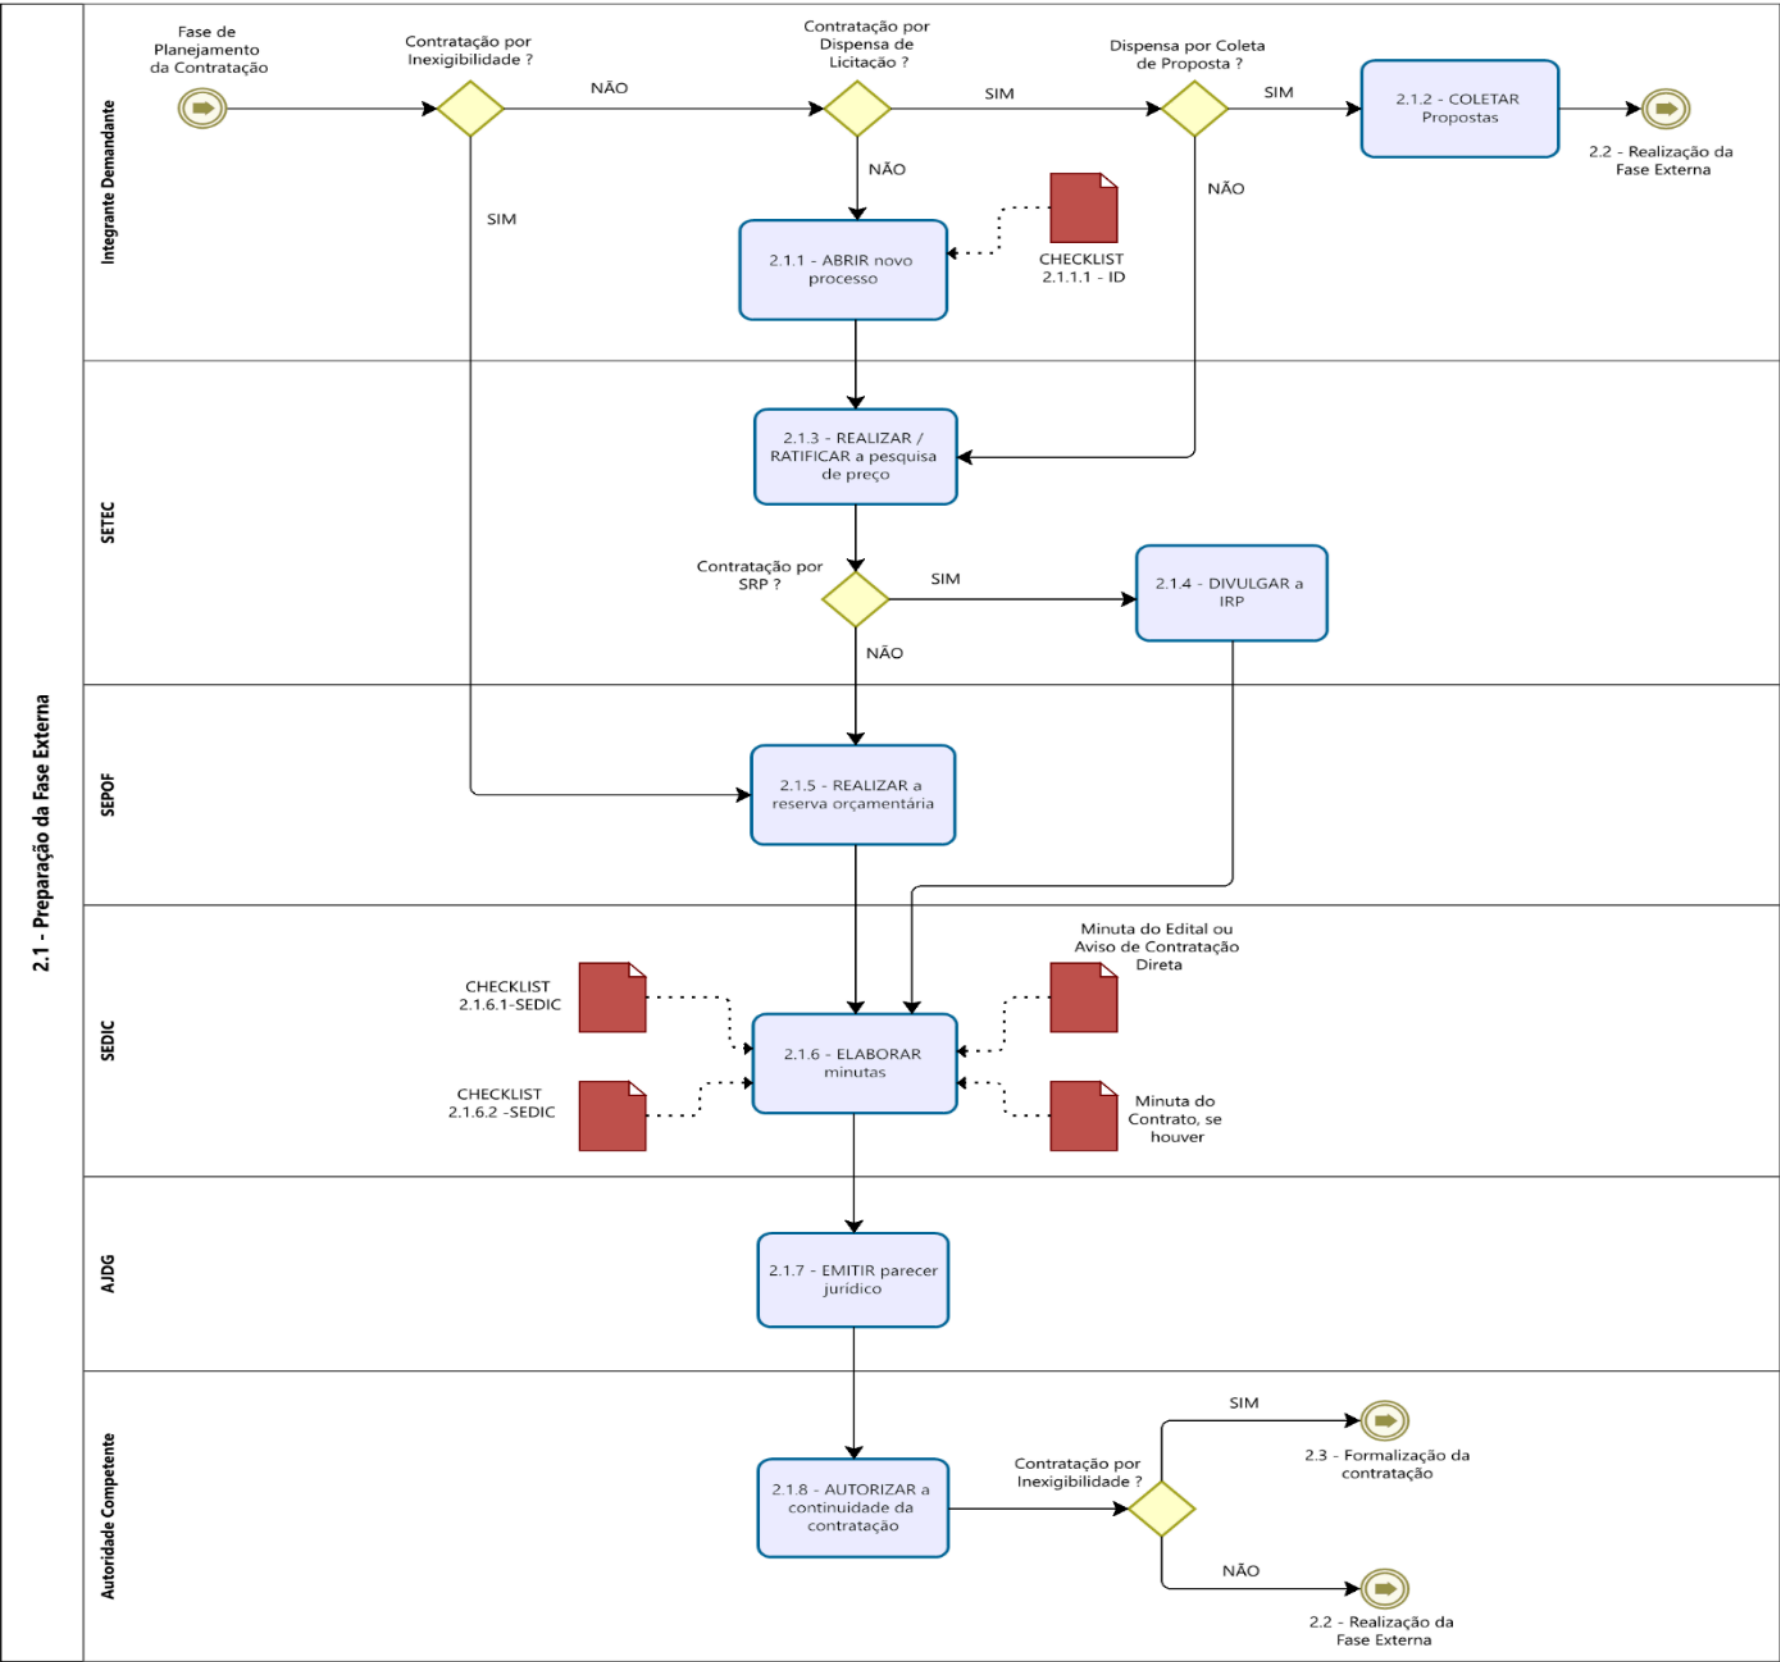 2.1 - Preparação da Fase Externa
Integrante Demandante
Fase de
Planejamento
da Contratação
Contratação por
Inexigibilidade ?
NÃO
SIM
Contratação por
Dispensa de
Licitação ?
SIM
NÃO
Dispensa por Coleta
de Proposta ?
SIM
NÃO
2.1.2 - COLETAR
Propostas
2.2 - Realização da
Fase Externa
2.1.1 - ABRIR novo
processo
CHECKLIST
2.1.1.1 - ID
SETEC
2.1.3 - REALIZAR /
RATIFICAR a pesquisa
de preço
Contratação por
SRP ?
SIM
NÃO
2.1.4 - DIVULGAR a
IRP
SEPOF
2.1.5 - REALIZAR a
reserva orçamentária
SEDIC
CHECKLIST
2.1.6.1-SEDIC
CHECKLIST
2.1.6.2 -SEDIC
2.1.6 - ELABORAR
minutas
Minuta do Edital ou
Aviso de Contratação
Direta
Minuta do
Contrato, se
houver
AJDG
2.1.7 - EMITIR parecer
jurídico
Autoridade Competente
2.1.8 - AUTORIZAR a
continuidade da
contratação
Contratação por
Inexigibilidade ?
SIM
2.3 - Formalização da
contratação
NÃO
2.2 - Realização da
Fase Externa